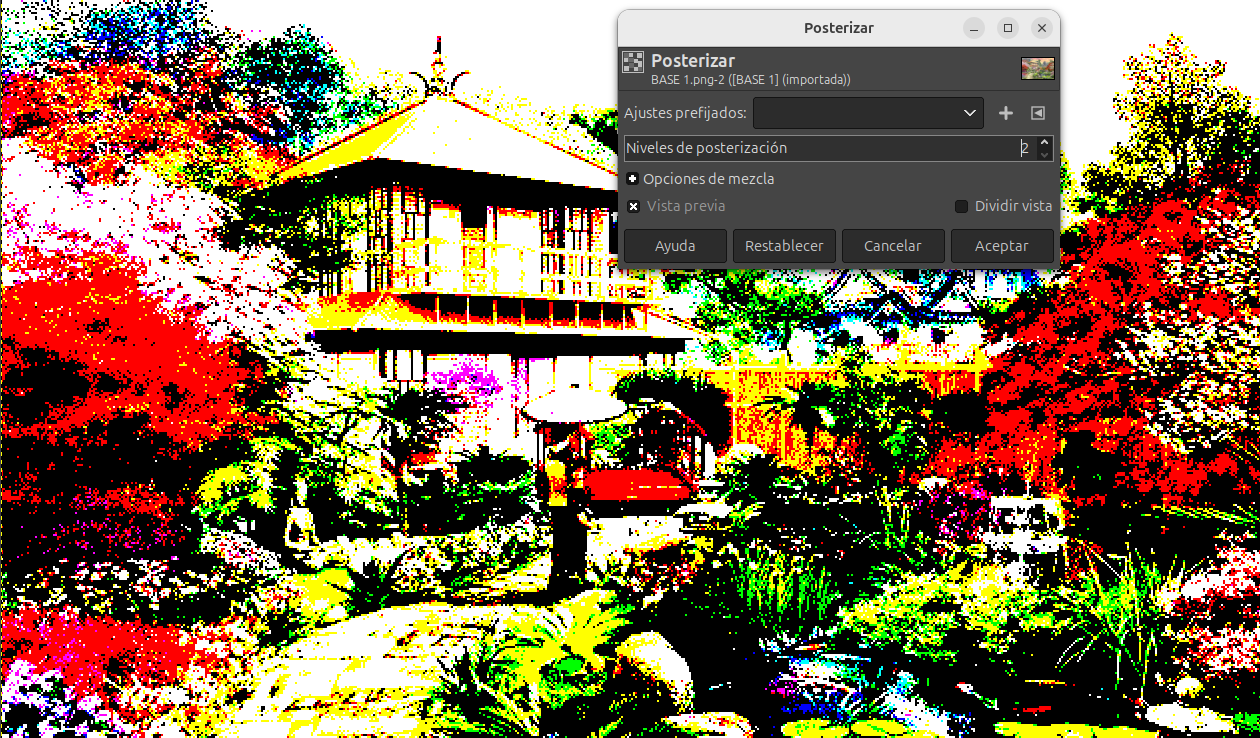 Posterizar
Posterizar
BASE 1.png-2 ([BASE 1] (importada))
Ajustes prefijados:
Niveles de posterización 2
Opciones de mezcla
Vista previa Dividir vista
Ayuda Restablecer Cancelar Aceptar